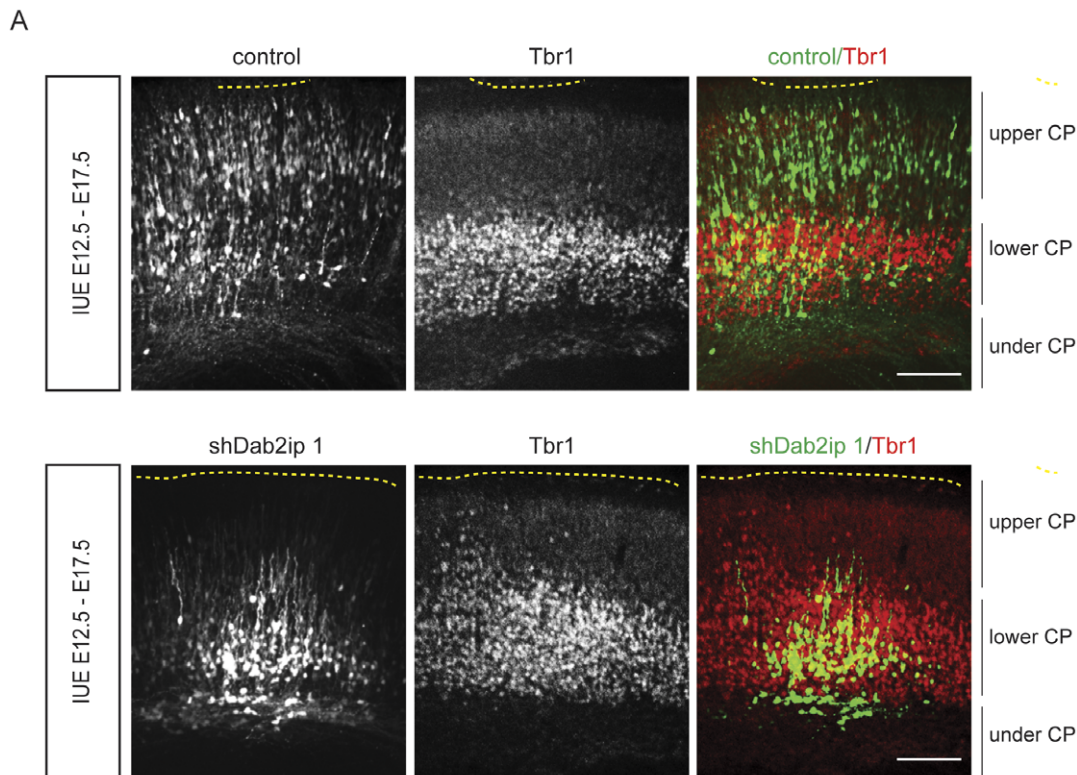 A
control
Tbr1
control/Tbr1
IUE E12.5 - E17.5
upper CP
lower CP
under CP
shDab2ip 1
Tbr1
shDab2ip 1/Tbr1
IUE E12.5 - E17.5
upper CP
lower CP
under CP